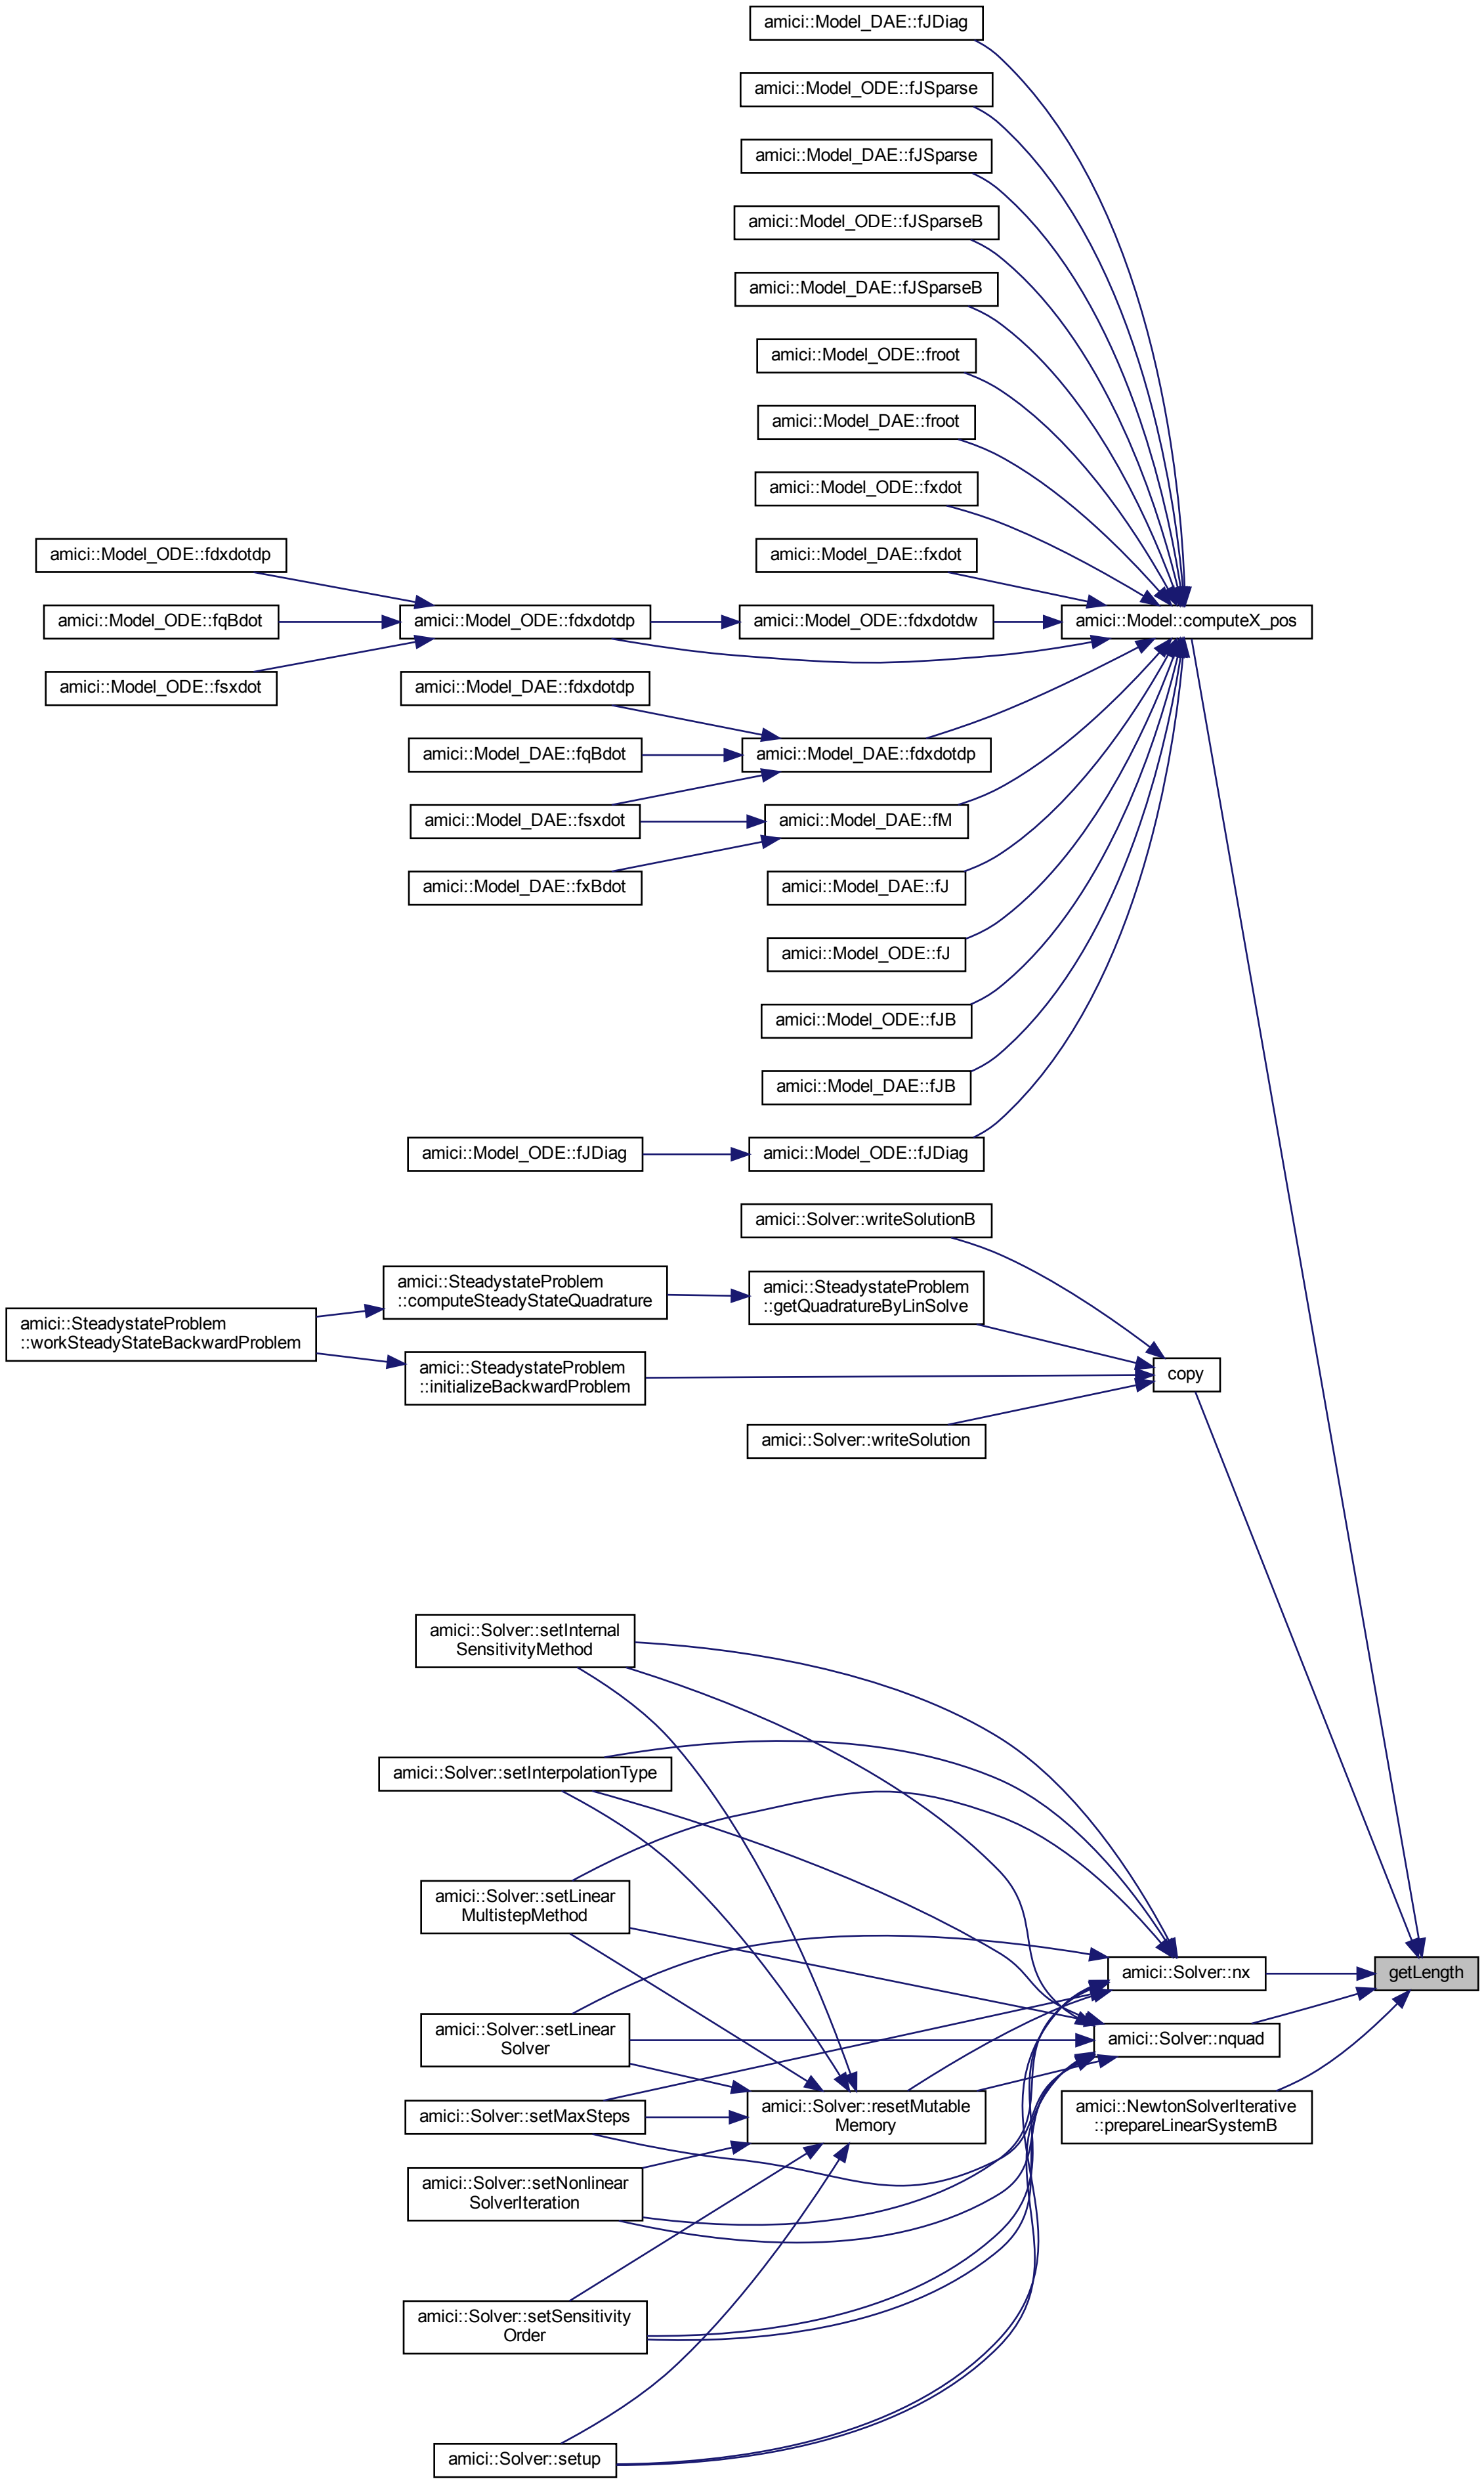 amici::Model_DAE::fJDiag
amici::Model_ODE::fJSparse
amici::Model_DAE::fJSparse
amici::Model_ODE::fJSparseB
amici::Model_DAE::fJSparseB
amici::Model_ODE::froot
amici::Model_DAE::froot
amici::Model_ODE::fxdot
amici::Model_DAE::fxdot
amici::Model_ODE::fdxdotdp
amici::Model_ODE::fqBdot
amici::Model_ODE::fdxdotdp
amici::Model_ODE::fdxdotdw
amici::Model::computeX_pos
amici::Model_ODE::fsxdot
amici::Model_DAE::fdxdotdp
amici::Model_DAE::fqBdot
amici::Model_DAE::fdxdotdp
amici::Model_DAE::fsxdot
amici::Model_DAE::fM
amici::Model_DAE::fxBdot
amici::Model_DAE::fJ
amici::Model_ODE::fJ
amici::Model_ODE::fJB
amici::Model_DAE::fJB
amici::Model_ODE::fJDiag
amici::Model_ODE::fJDiag
amici::Solver::writeSolutionB
amici::SteadystateProblem
::computeSteadyStateQuadrature
amici::SteadystateProblem
::getQuadratureByLinSolve
amici::SteadystateProblem
::workSteadyStateBackwardProblem
amici::SteadystateProblem
::initializeBackwardProblem
copy
amici::Solver::writeSolution
amici::Solver::setInternal
SensitivityMethod
amici::Solver::setInterpolationType
amici::Solver::setLinear
MultistepMethod
amici::Solver::nx
getLength
amici::Solver::setLinear
Solver
amici::Solver::nquad
amici::Solver::setMaxSteps
amici::Solver::resetMutable
Memory
amici::NewtonSolverIterative
::prepareLinearSystemB
amici::Solver::setNonlinear
SolverIteration
amici::Solver::setSensitivity
Order
amici::Solver::setup